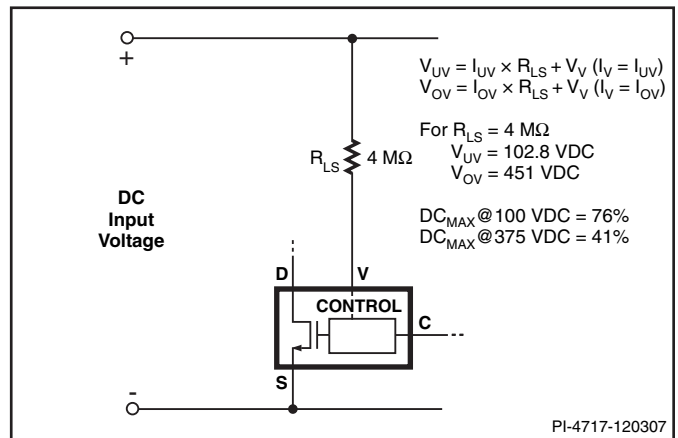 +
V_UV = I_UV × R_LS + V_V (I_V = I_UV)
V_OV = I_OV × R_LS + V_V (I_V = I_OV)
For R_LS = 4 MΩ
V_UV = 102.8 VDC
V_OV = 451 VDC
DC_MAX @ 100 VDC = 76%
DC_MAX @ 375 VDC = 41%
R_LS 4 MΩ
DC
Input
Voltage
D
V
CONTROL
C
S
-
PI-4717-120307